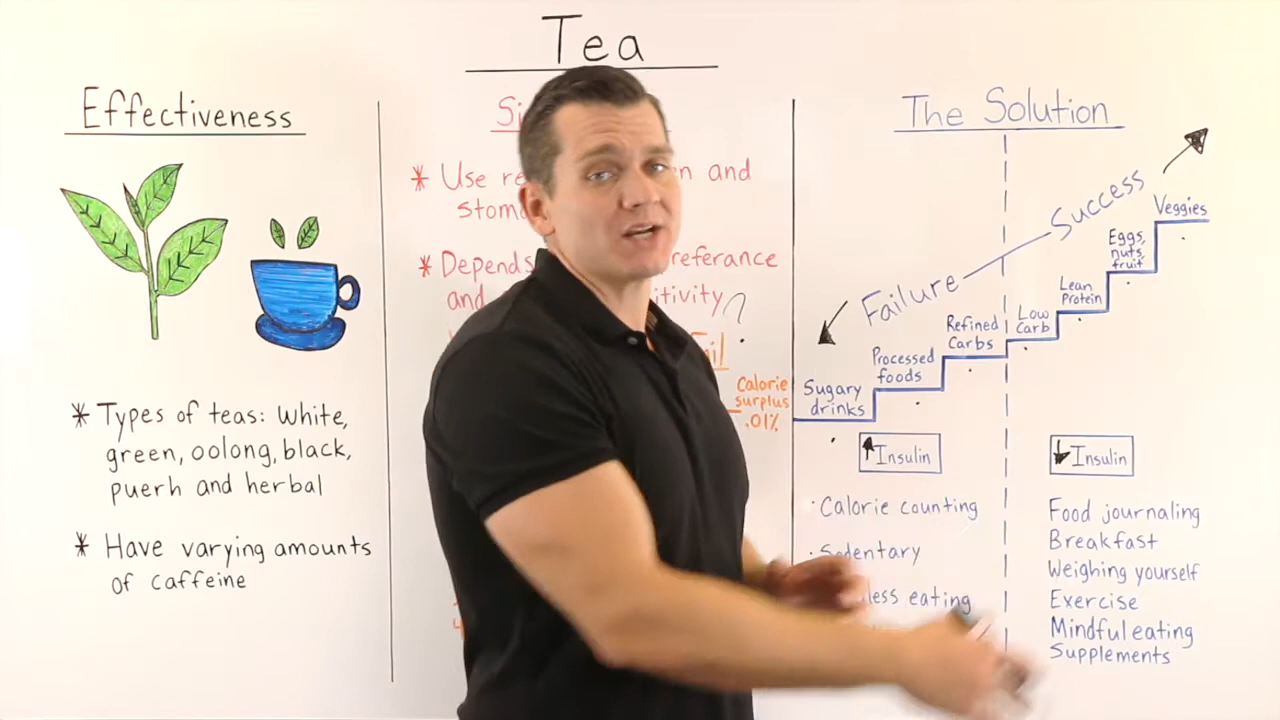 Tea
Effectiveness
* Types of teas: White,
green, oolong, black,
puerh and herbal
* Have varying amounts
of caffeine
* Use
and
* Depends referance
and
?
Calorie
surplus
.01%
The Solution
Failure Success
Sugary
drinks
Processed
foods
Refined
Carbs
Low
Carb
Lean
Protein
Eggs,
nuts,
fruit
Veggies
Insulin
· Calorie counting
· Sedentary
eating
Insulin
Food journaling
Breakfast
Weighing yourself
Exercise
Mindful eating
Supplements